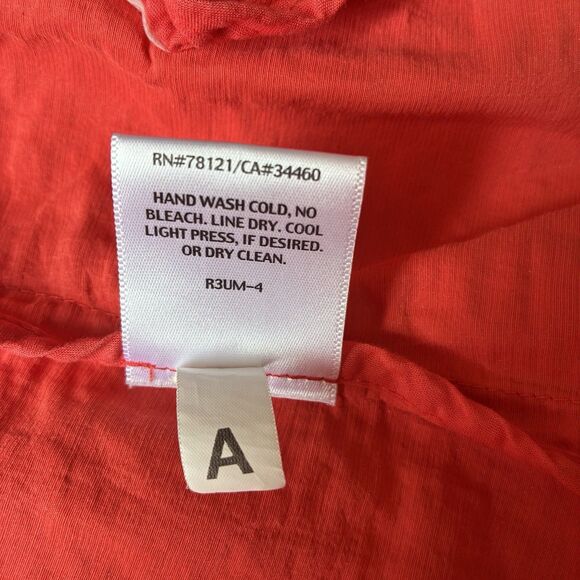 RN#78121/CA#34460
HAND WASH COLD, NO
BLEACH. LINE DRY. COOL
LIGHT PRESS, IF DESIRED.
OR DRY CLEAN.
R3UM-4
A